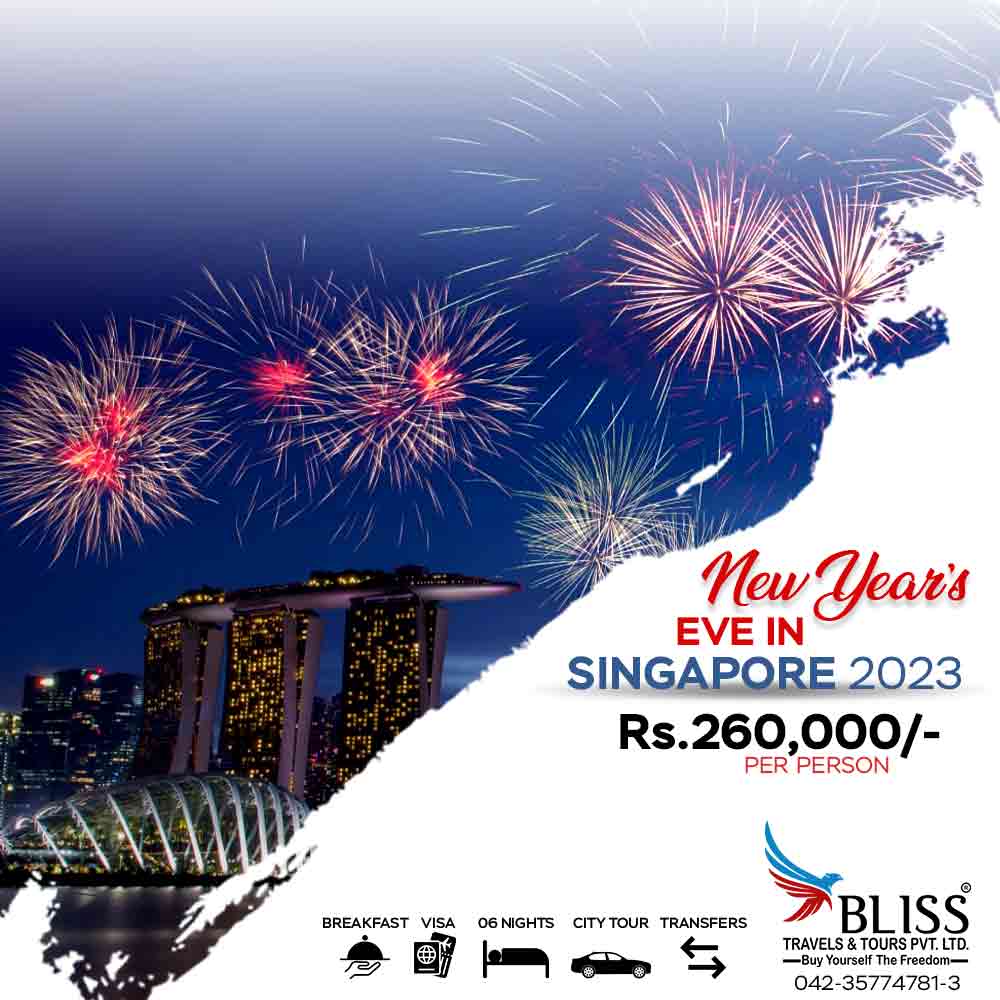 New Year's
EVE IN
SINGAPORE 2023
Rs.260,000/-
PER PERSON
BREAKFAST VISA 06 NIGHTS CITY TOUR TRANSFERS
BLISS®
TRAVELS & TOURS PVT. LTD.
Buy Yourself The Freedom
042-35774781-3